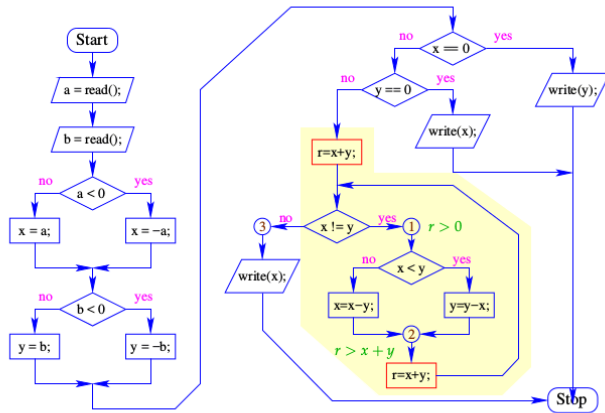 Start
a = read();
b = read();
no
a < 0
yes
x = a;
x = −a;
no
b < 0
yes
y = b;
y = −b;
no
x == 0
yes
no
y == 0
yes
write(y);
write(x);
r=x+y;
3
no
x != y
yes
1
r > 0
write(x);
no
x < y
yes
x=x−y;
y=y−x;
2
r > x + y
r=x+y;
Stop